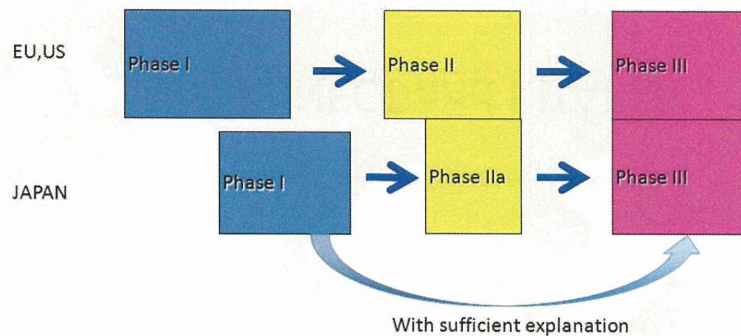 EU,US
Phase I
Phase II
Phase III
JAPAN
Phase I
Phase IIa
Phase III
With sufficient explanation